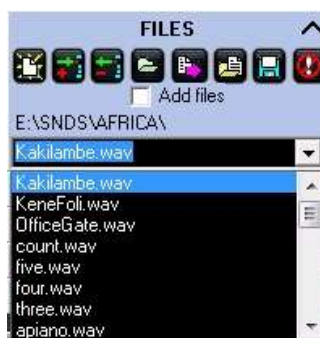 FILES
Add files
E:\SNDS\AFRICA\
Kakilambe.wav
Kakilambe.wav
KeneFoli.wav
OfficeGate.wav
count.wav
five.wav
four.wav
three.wav
apiano.wav